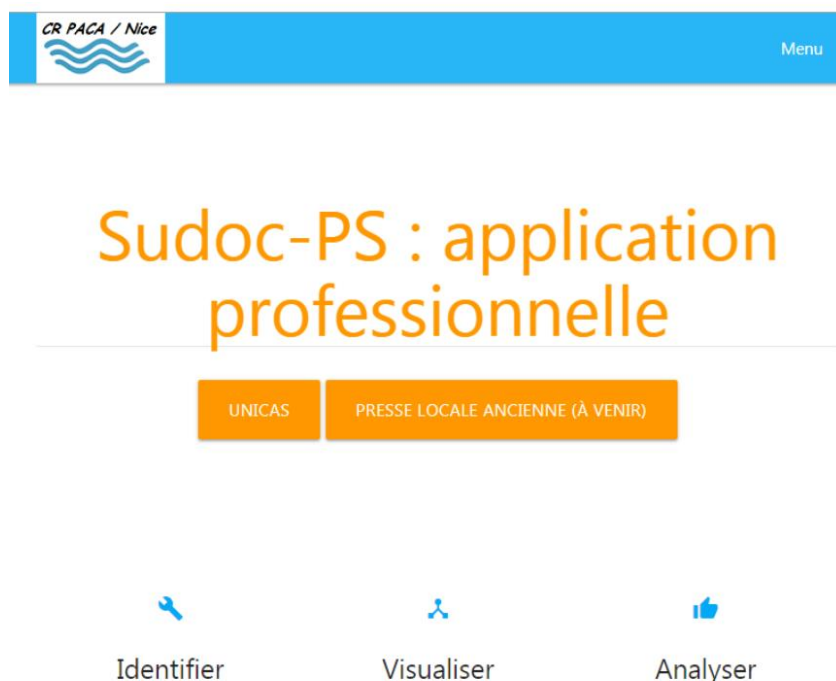 CR PACA / Nice
Menu
Sudoc-PS : application
professionnelle
UNICAS
PRESSE LOCALE ANCIENNE (À VENIR)
Identifier
Visualiser
Analyser